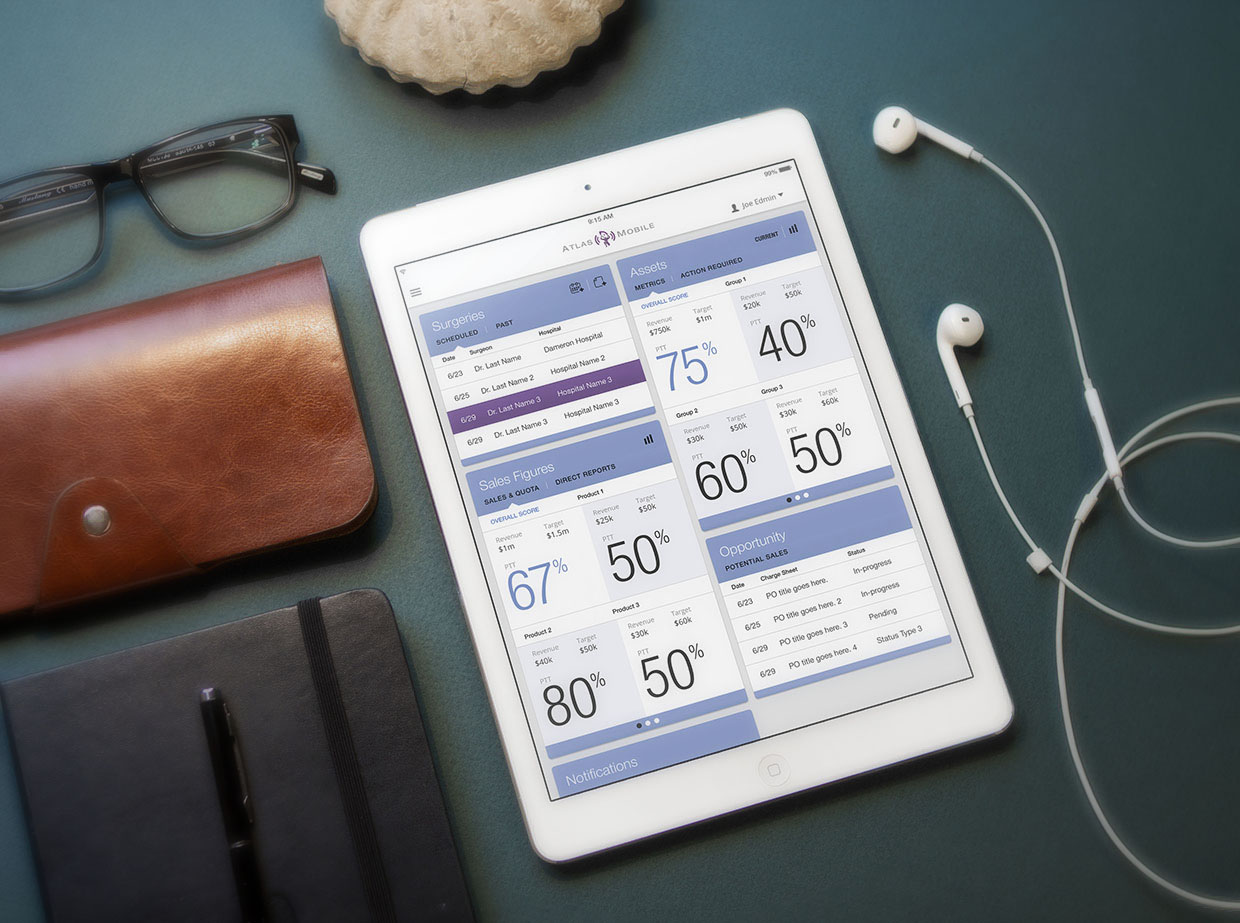 99%
9:15 AM
ATLAS MOBILE
Joe Edmin
Surgeries
SCHEDULED | PAST
Date Surgeon Hospital
6/23 Dr. Last Name Dameron Hospital
6/25 Dr. Last Name 2 Hospital Name 2
6/29 Dr. Last Name 3 Hospital Name 3
6/29 Dr. Last Name 3 Hospital Name 3
Sales Figures
SALES & QUOTA | DIRECT REPORTS
OVERALL SCORE
Revenue Target
$1m $1.5m
PTT
67%
Product 1
Revenue Target
$25k $50k
PTT
50%
Product 2
Revenue Target
$40k $50k
PTT
80%
Product 3
Revenue Target
$30k $60k
PTT
50%
Notifications
Assets
CURRENT
METRICS | ACTION REQUIRED
OVERALL SCORE
Revenue Target
$750k $1m
PTT
75%
Group 1
Revenue Target
$20k $50k
PTT
40%
Group 2
Revenue Target
$30k $50k
PTT
60%
Group 3
Revenue Target
$30k $60k
PTT
50%
Opportunity
POTENTIAL SALES
Date Charge Sheet Status
6/23 PO title goes here. In-progress
6/25 PO title goes here. 2 In-progress
6/29 PO title goes here. 3 Pending
6/29 PO title goes here. 4 Status Type 3